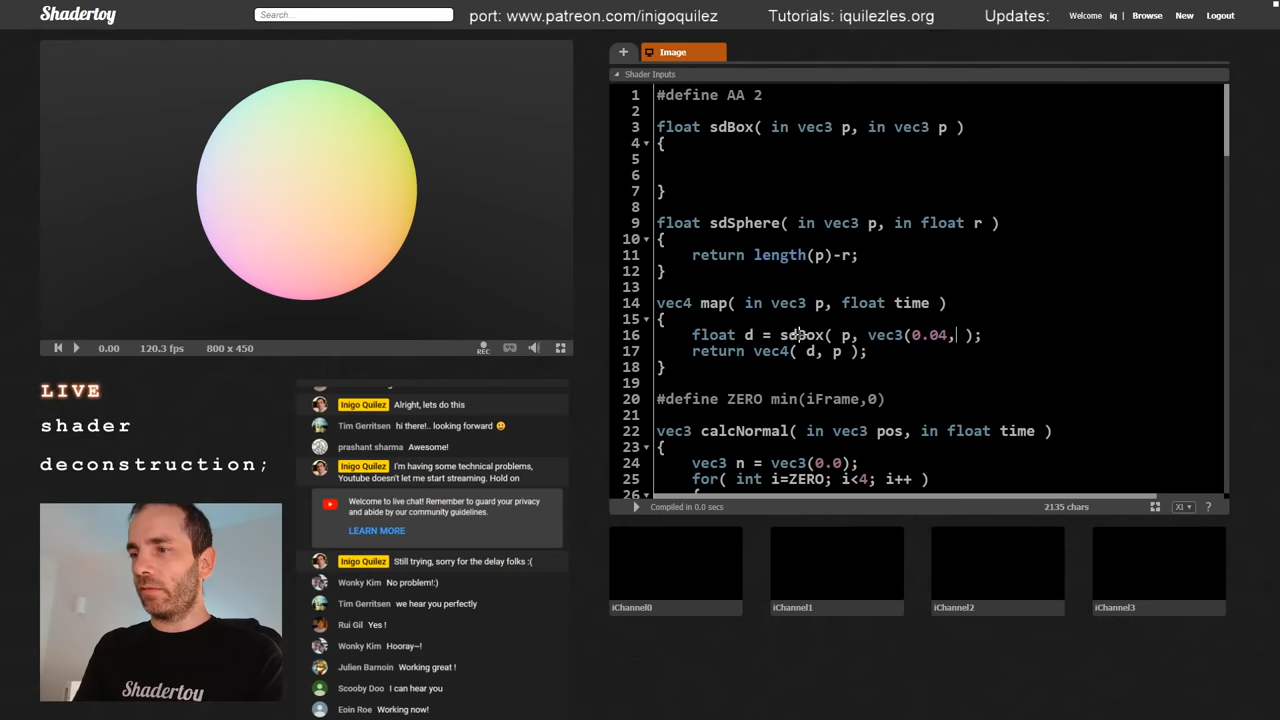 Shadertoy
Search...
port: www.patreon.com/inigoquilez Tutorials: iquilezles.org Updates:
Welcome iq | Browse New Logout
+ Image
Shader Inputs
1 #define AA 2
2
3 float sdBox( in vec3 p, in vec3 p )
4 {
5
6
7 }
8
9 float sdSphere( in vec3 p, in float r )
10 {
11 return length(p)-r;
12 }
13
14 vec4 map( in vec3 p, float time )
15 {
16 float d = sdbox( p, vec3(0.04, );
17 return vec4( d, p );
18 }
19
20 #define ZERO min(iFrame,0)
21
22 vec3 calcNormal( in vec3 pos, in float time )
23 {
24 vec3 n = vec3(0.0);
25 for( int i=ZERO; i<4; i++ )
26 {
0.00 120.3 fps 800 x 450
REC
Compiled in 0.0 secs 2135 chars
XI ?
LIVE
shader
deconstruction;
Inigo Quilez Alright, lets do this
Tim Gerritsen hi there!.. looking forward 😀
prashant sharma Awesome!
Inigo Quilez I'm having some technical problems,
Youtube doesn't let me start streaming. Hold on
Welcome to live chat! Remember to guard your privacy
and abide by our community guidelines.
LEARN MORE
Inigo Quilez Still trying, sorry for the delay folks :(
Wonky Kim No problem!:)
Tim Gerritsen we hear you perfectly
Rui Gil Yes !
Wonky Kim Hooray~!
Julien Barnoin Working great !
Scooby Doo I can hear you
Eoin Roe Working now!
Shadertoy
iChannel0
iChannel1
iChannel2
iChannel3